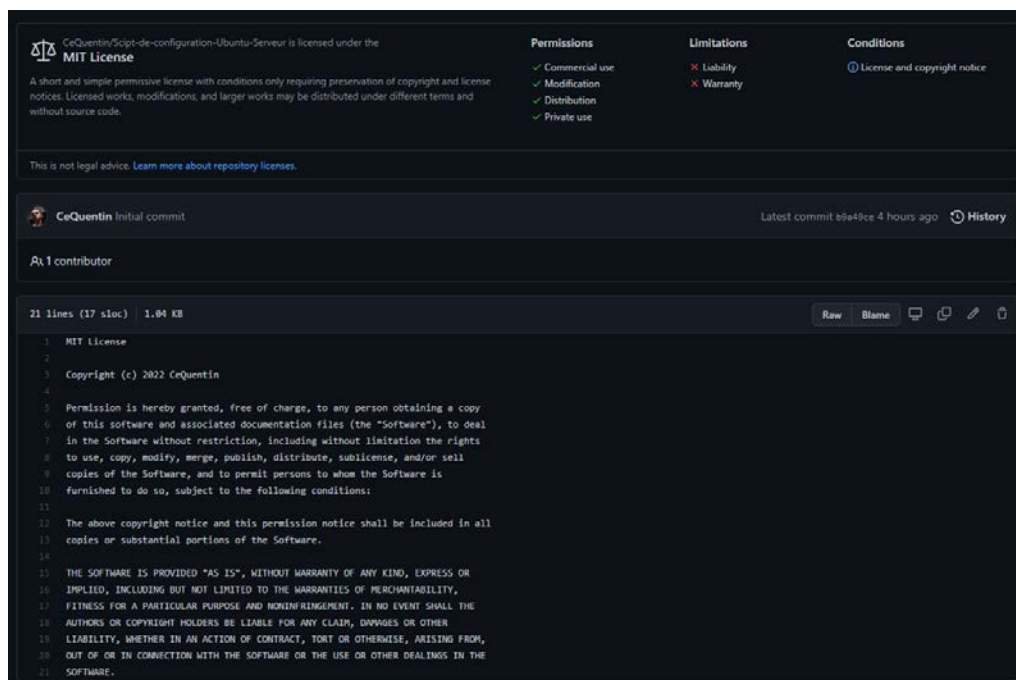 CeQuentin/Scipt-de-configuration-Ubuntu-Serveur is licensed under the
MIT License
A short and simple permissive license with conditions only requiring preservation of copyright and license
notices. Licensed works, modifications, and larger works may be distributed under different terms and
without source code.
Permissions
Commercial use
Modification
Distribution
Private use
Limitations
Liability
Warranty
Conditions
License and copyright notice
This is not legal advice. Learn more about repository licenses.
CeQuentin Initial commit
Latest commit b9a49ce 4 hours ago History
1 contributor
21 lines (17 sloc) 1.04 KB
Raw Blame
1 MIT License
2
3 Copyright (c) 2022 CeQuentin
4
5 Permission is hereby granted, free of charge, to any person obtaining a copy
6 of this software and associated documentation files (the "Software"), to deal
7 in the Software without restriction, including without limitation the rights
8 to use, copy, modify, merge, publish, distribute, sublicense, and/or sell
9 copies of the Software, and to permit persons to whom the Software is
10 furnished to do so, subject to the following conditions:
11
12 The above copyright notice and this permission notice shall be included in all
13 copies or substantial portions of the Software.
14
15 THE SOFTWARE IS PROVIDED "AS IS", WITHOUT WARRANTY OF ANY KIND, EXPRESS OR
16 IMPLIED, INCLUDING BUT NOT LIMITED TO THE WARRANTIES OF MERCHANTABILITY,
17 FITNESS FOR A PARTICULAR PURPOSE AND NONINFRINGEMENT. IN NO EVENT SHALL THE
18 AUTHORS OR COPYRIGHT HOLDERS BE LIABLE FOR ANY CLAIM, DAMAGES OR OTHER
19 LIABILITY, WHETHER IN AN ACTION OF CONTRACT, TORT OR OTHERWISE, ARISING FROM,
20 OUT OF OR IN CONNECTION WITH THE SOFTWARE OR THE USE OR OTHER DEALINGS IN THE
21 SOFTWARE.